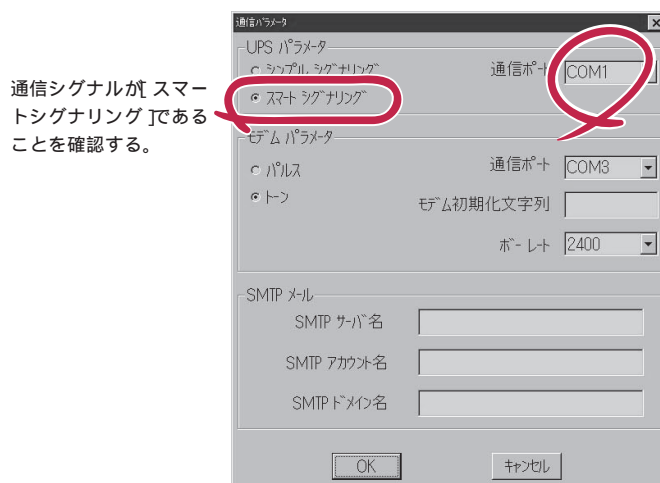 通信ﾊﾟﾗﾒｰﾀ
UPS ﾊﾟﾗﾒｰﾀ
ｼﾝﾌﾟﾙ ｼｸﾞﾅﾘﾝｸﾞ
通信ﾎﾟｰﾄ
COM1
ｽﾏｰﾄ ｼｸﾞﾅﾘﾝｸﾞ
通信シグナルが[ スマー
トシグナリング ]である
ことを確認する。
ﾓﾃﾞﾑ ﾊﾟﾗﾒｰﾀ
ﾊﾟﾙｽ
通信ﾎﾟｰﾄ
COM3
ﾄｰﾝ
ﾓﾃﾞﾑ初期化文字列
ﾎﾞｰ ﾚｰﾄ
2400
SMTP ﾒｰﾙ
SMTP ｻｰﾊﾞ名
SMTP ｱｶｳﾝﾄ名
SMTP ﾄﾞﾒｲﾝ名
OK
ｷｬﾝｾﾙ